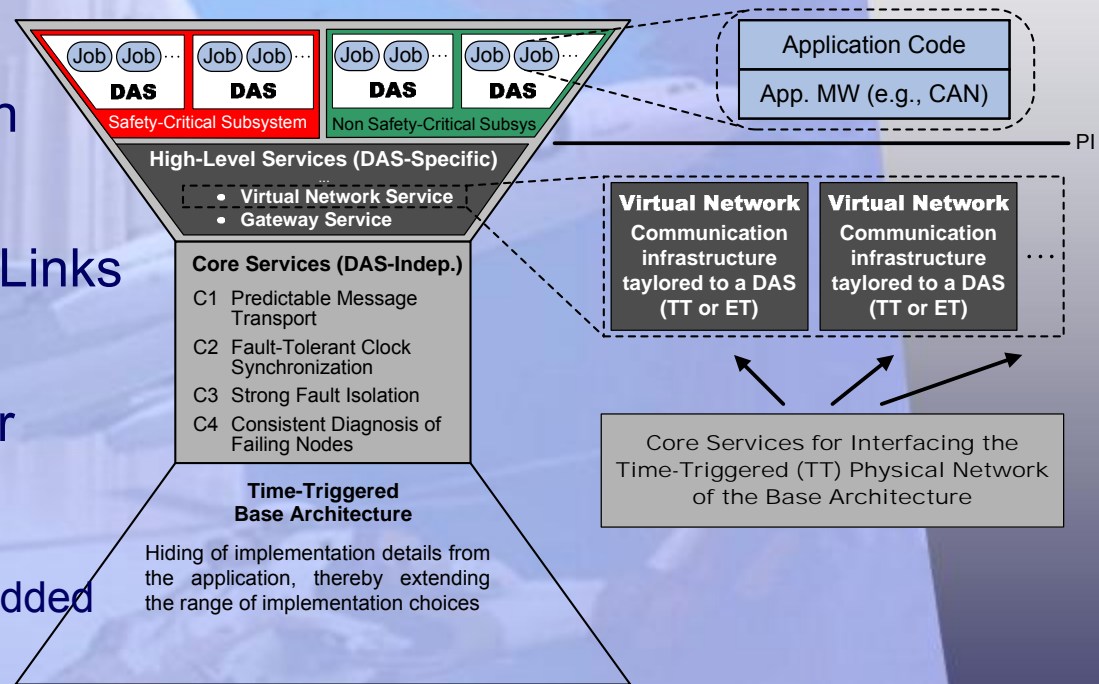 Job Job ... Job Job ... Job Job ... Job Job ...
DAS DAS DAS DAS
Safety-Critical Subsystem
Non Safety-Critical Subsys
High-Level Services (DAS-Specific)
...
• Virtual Network Service
• Gateway Service
Core Services (DAS-Indep.)
C1 Predictable Message
Transport
C2 Fault-Tolerant Clock
Synchronization
C3 Strong Fault Isolation
C4 Consistent Diagnosis of
Failing Nodes
Time-Triggered
Base Architecture
Hiding of implementation details from
the application, thereby extending
the range of implementation choices
n
Links
r
dded
Application Code
App. MW (e.g., CAN)
PI
Virtual Network
Communication
infrastructure
taylored to a DAS
(TT or ET)
Virtual Network
Communication
infrastructure
taylored to a DAS
(TT or ET)
...
Core Services for Interfacing the
Time-Triggered (TT) Physical Network
of the Base Architecture